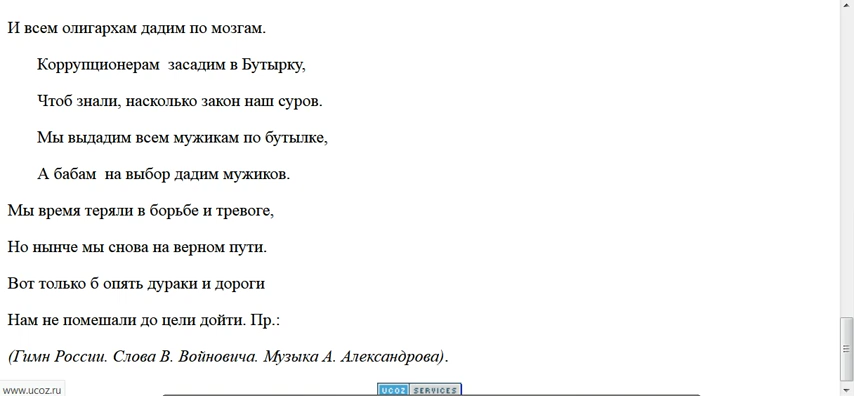 И всем олигархам дадим по мозгам.
Коррупционерам засадим в Бутырку,
Чтоб знали, насколько закон наш суров.
Мы выдадим всем мужикам по бутылке,
А бабам на выбор дадим мужиков.
Мы время теряли в борьбе и тревоге,
Но нынче мы снова на верном пути.
Вот только б опять дураки и дороги
Нам не помешали до цели дойти. Пр.:
(Гимн России. Слова В. Войновича. Музыка А. Александрова).
www.ucoz.ru
UCOZ SERVICES